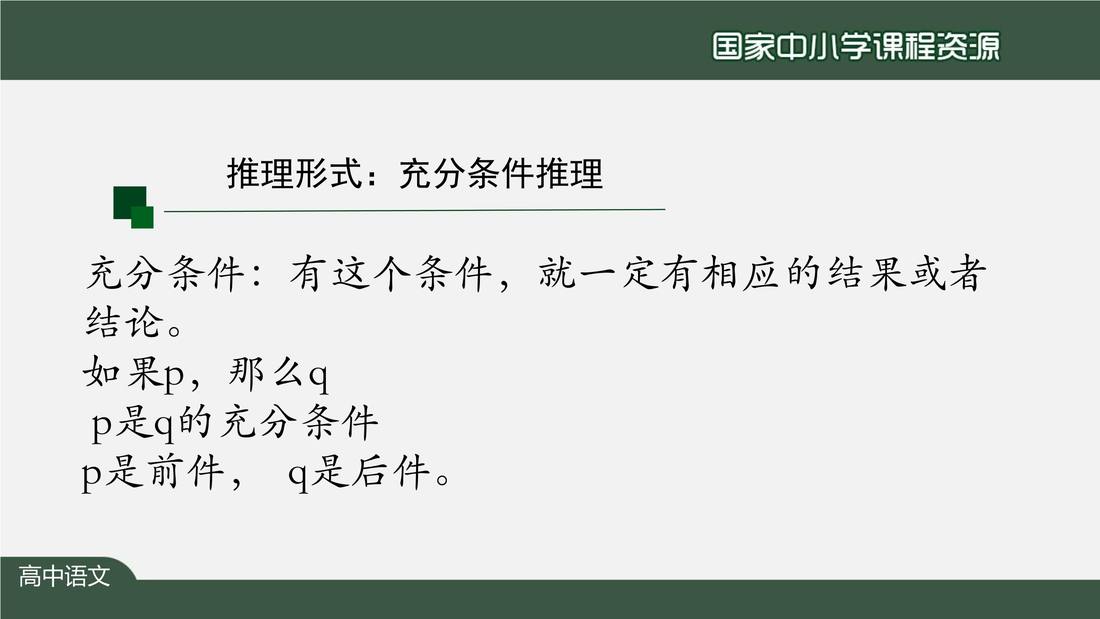 国家中小学课程资源
推理形式：充分条件推理
充分条件：有这个条件，就一定有相应的结果或者
结论。
如果p，那么q
p是q的充分条件
p是前件， q是后件。
高中语文